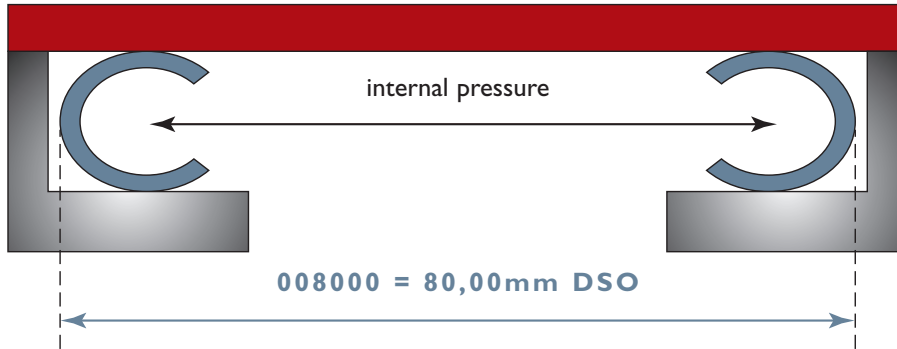 internal pressure
008000 = 80,00mm DSO